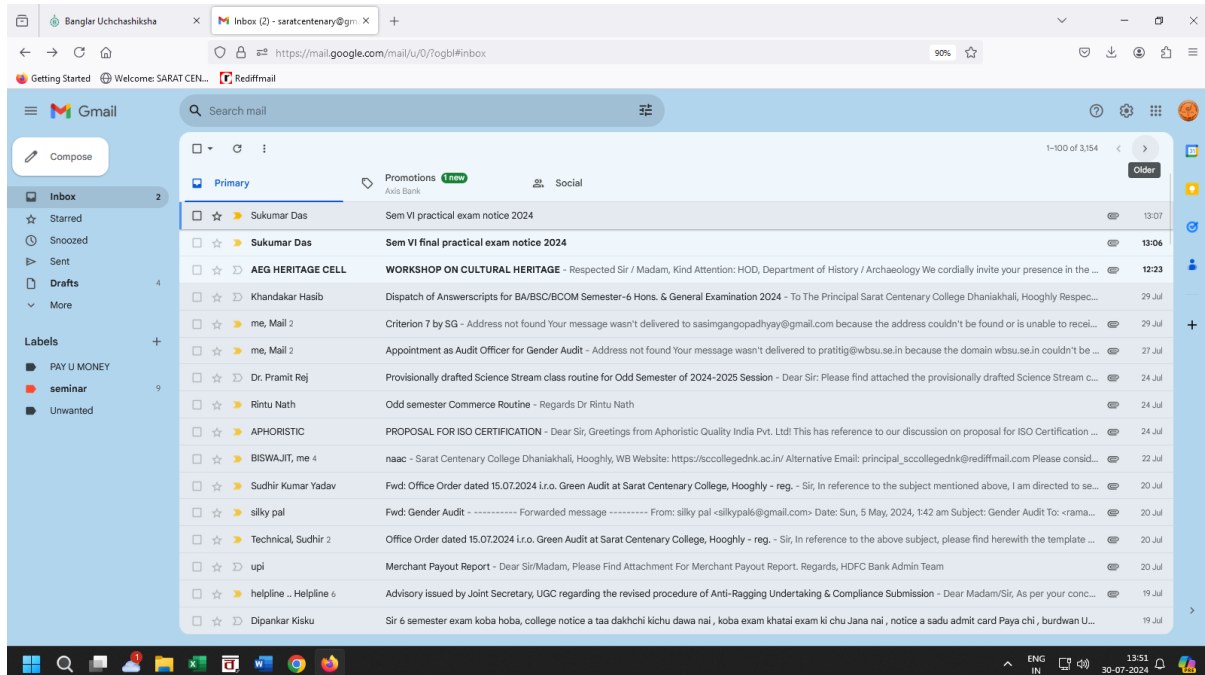 Banglar Uchchashiksha
Inbox (2) - saratcentenary@gm
https://mail.google.com/mail/u/0/?ogbl#inbox
90%
Getting Started
Welcome: SARAT CEN...
Rediffmail
Gmail
Search mail
Compose
1–100 of 3,154
Older
Primary
Promotions 1 new
Axis Bank
Social
Inbox 2
Starred
Snoozed
Sent
Drafts 4
More
Labels
PAY U MONEY
seminar 9
Unwanted
Sukumar Das Sem VI practical exam notice 2024 13:07
Sukumar Das Sem VI final practical exam notice 2024 13:06
AEG HERITAGE CELL WORKSHOP ON CULTURAL HERITAGE - Respected Sir / Madam, Kind Attention: HOD, Department of History / Archaeology We cordially invite your presence in the ... 12:23
Khandakar Hasib Dispatch of Answerscripts for BA/BSC/BCOM Semester-6 Hons. & General Examination 2024 - To The Principal Sarat Centenary College Dhaniakhali, Hooghly Respec... 29 Jul
me, Mail 2 Criterion 7 by SG - Address not found Your message wasn't delivered to sasimgangopadhyay@gmail.com because the address couldn't be found or is unable to recei... 29 Jul
me, Mail 2 Appointment as Audit Officer for Gender Audit - Address not found Your message wasn't delivered to pratitig@wbsu.se.in because the domain wbsu.se.in couldn't be ... 27 Jul
Dr. Pramit Rej Provisionally drafted Science Stream class routine for Odd Semester of 2024-2025 Session - Dear Sir: Please find attached the provisionally drafted Science Stream c... 24 Jul
Rintu Nath Odd semester Commerce Routine - Regards Dr Rintu Nath 24 Jul
APHORISTIC PROPOSAL FOR ISO CERTIFICATION - Dear Sir, Greetings from Aphoristic Quality India Pvt. Ltd! This has reference to our discussion on proposal for ISO Certification ... 24 Jul
BISWAJIT, me 4 naac - Sarat Centenary College Dhaniakhali, Hooghly, WB Website: https://sccollegednk.ac.in/ Alternative Email: principal_sccollegednk@rediffmail.com Please consid... 22 Jul
Sudhir Kumar Yadav Fwd: Office Order dated 15.07.2024 i.r.o. Green Audit at Sarat Centenary College, Hooghly - reg. - Sir, In reference to the subject mentioned above, I am directed to se... 20 Jul
silky pal Fwd: Gender Audit - ---------- Forwarded message --------- From: silky pal <silkypal6@gmail.com> Date: Sun, 5 May, 2024, 1:42 am Subject: Gender Audit To: <rama... 20 Jul
Technical, Sudhir 2 Office Order dated 15.07.2024 i.r.o. Green Audit at Sarat Centenary College, Hooghly - reg. - Sir, In reference to the above subject, please find herewith the template ... 20 Jul
upi Merchant Payout Report - Dear Sir/Madam, Please Find Attachment For Merchant Payout Report. Regards, HDFC Bank Admin Team 20 Jul
helpline .. Helpline 6 Advisory issued by Joint Secretary, UGC regarding the revised procedure of Anti-Ragging Undertaking & Compliance Submission - Dear Madam/Sir, As per your conc... 19 Jul
Dipankar Kisku Sir 6 semester exam koba hoba, college notice a taa dakhchi kichu dawa nai , koba exam khatai exam ki chu Jana nai , notice a sadu admit card Paya chi , burdwan U... 19 Jul
ENG
IN
13:51
30-07-2024